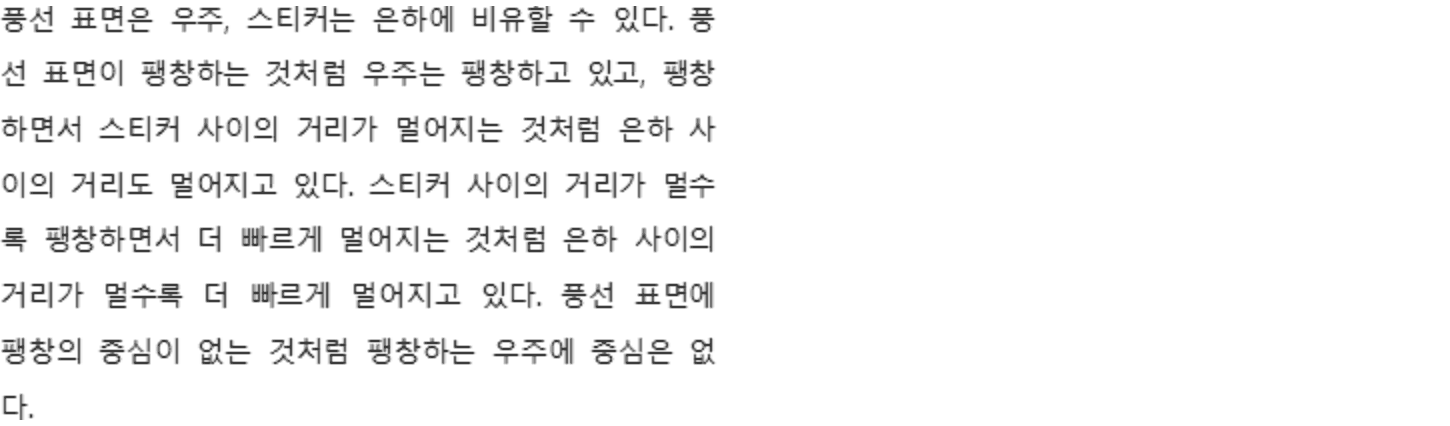 풍선 표면은 우주, 스티커는 은하에 비유할 수 있다. 풍
선 표면이 팽창하는 것처럼 우주는 팽창하고 있고, 팽창
하면서 스티커 사이의 거리가 멀어지는 것처럼 은하 사
이의 거리도 멀어지고 있다. 스티커 사이의 거리가 멀수
록 팽창하면서 더 빠르게 멀어지는 것처럼 은하 사이의
거리가 멀수록 더 빠르게 멀어지고 있다. 풍선 표면에
팽창의 중심이 없는 것처럼 팽창하는 우주에 중심은 없
다.